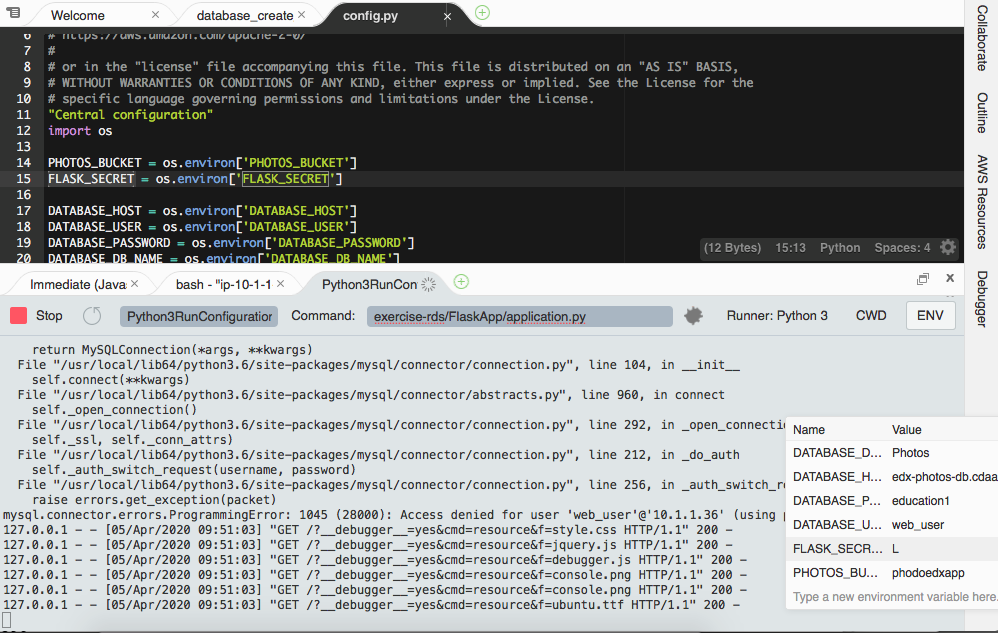 Welcome × database_create × config.py ×
6 # https://aws.amazon.com/apache-2-0/
7 #
8 # or in the "license" file accompanying this file. This file is distributed on an "AS IS" BASIS,
9 # WITHOUT WARRANTIES OR CONDITIONS OF ANY KIND, either express or implied. See the License for the
10 # specific language governing permissions and limitations under the License.
11 "Central configuration"
12 import os
13
14 PHOTOS_BUCKET = os.environ['PHOTOS_BUCKET']
15 FLASK_SECRET = os.environ['FLASK_SECRET']
16
17 DATABASE_HOST = os.environ['DATABASE_HOST']
18 DATABASE_USER = os.environ['DATABASE_USER']
19 DATABASE_PASSWORD = os.environ['DATABASE_PASSWORD']
20 DATABASE_DB_NAME = os.environ['DATABASE_DB_NAME']
(12 Bytes) 15:13 Python Spaces: 4
Collaborate
Outline
AWS Resources
Debugger
Immediate (Java × bash - "ip-10-1-1 × Python3RunCon
Stop Python3RunConfiguration Command: exercise-rds/FlaskApp/application.py Runner: Python 3 CWD ENV
return MySQLConnection(*args, **kwargs)
File "/usr/local/lib64/python3.6/site-packages/mysql/connector/connection.py", line 104, in __init__
self.connect(**kwargs)
File "/usr/local/lib64/python3.6/site-packages/mysql/connector/abstracts.py", line 960, in connect
self._open_connection()
File "/usr/local/lib64/python3.6/site-packages/mysql/connector/connection.py", line 292, in _open_connectio
self._ssl, self._conn_attrs)
File "/usr/local/lib64/python3.6/site-packages/mysql/connector/connection.py", line 212, in _do_auth
self._auth_switch_request(username, password)
File "/usr/local/lib64/python3.6/site-packages/mysql/connector/connection.py", line 256, in _auth_switch_r
raise errors.get_exception(packet)
mysql.connector.errors.ProgrammingError: 1045 (28000): Access denied for user 'web_user'@'10.1.1.36' (using p
127.0.0.1 - - [05/Apr/2020 09:51:03] "GET /?__debugger__=yes&cmd=resource&f=style.css HTTP/1.1" 200 -
127.0.0.1 - - [05/Apr/2020 09:51:03] "GET /?__debugger__=yes&cmd=resource&f=jquery.js HTTP/1.1" 200 -
127.0.0.1 - - [05/Apr/2020 09:51:03] "GET /?__debugger__=yes&cmd=resource&f=debugger.js HTTP/1.1" 200 -
127.0.0.1 - - [05/Apr/2020 09:51:03] "GET /?__debugger__=yes&cmd=resource&f=console.png HTTP/1.1" 200 -
127.0.0.1 - - [05/Apr/2020 09:51:03] "GET /?__debugger__=yes&cmd=resource&f=console.png HTTP/1.1" 200 -
127.0.0.1 - - [05/Apr/2020 09:51:03] "GET /?__debugger__=yes&cmd=resource&f=ubuntu.ttf HTTP/1.1" 200 -
Name Value
DATABASE_D... Photos
DATABASE_H... edx-photos-db.cdaa
DATABASE_P... education1
DATABASE_U... web_user
FLASK_SECR... L
PHOTOS_BU... phodoedxapp
Type a new environment variable here.